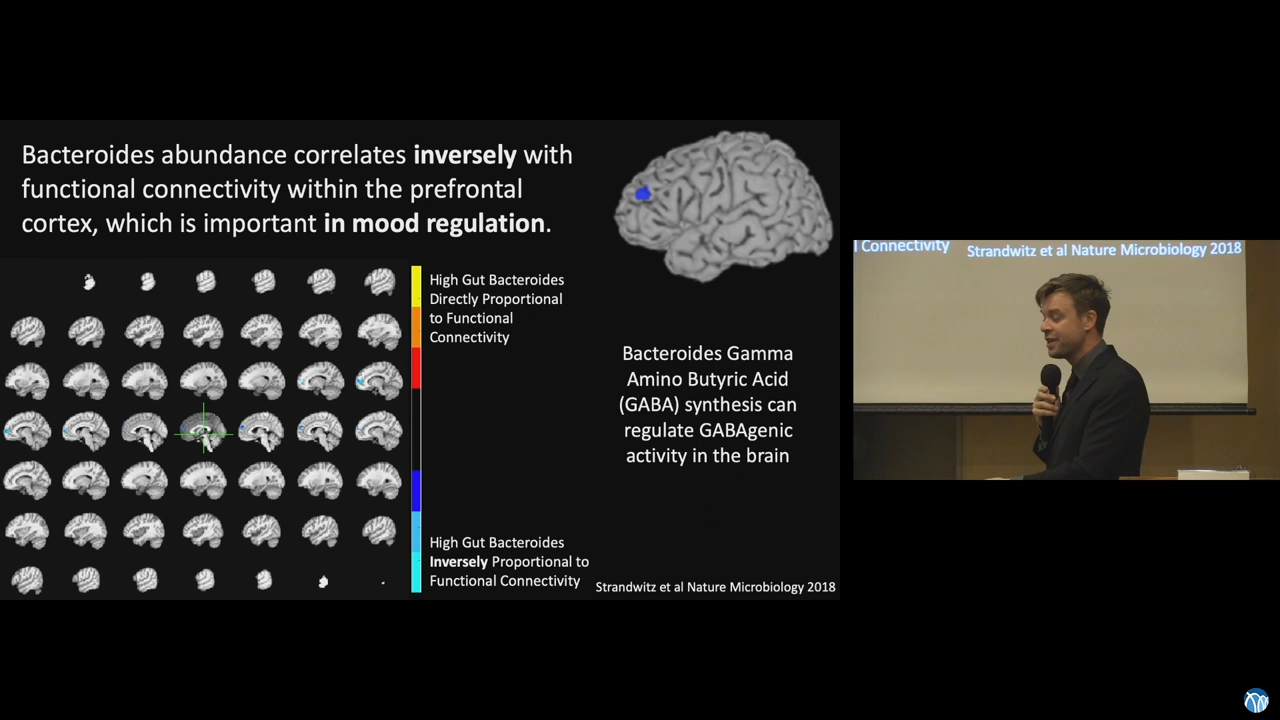 Bacteroides abundance correlates inversely with
functional connectivity within the prefrontal
cortex, which is important in mood regulation.
High Gut Bacteroides
Directly Proportional
to Functional
Connectivity
High Gut Bacteroides
Inversely Proportional to
Functional Connectivity
Bacteroides Gamma
Amino Butyric Acid
(GABA) synthesis can
regulate GABAgenic
activity in the brain
Strandwitz et al Nature Microbiology 2018
l Connectivity
Strandwitz et al Nature Microbiology 2018